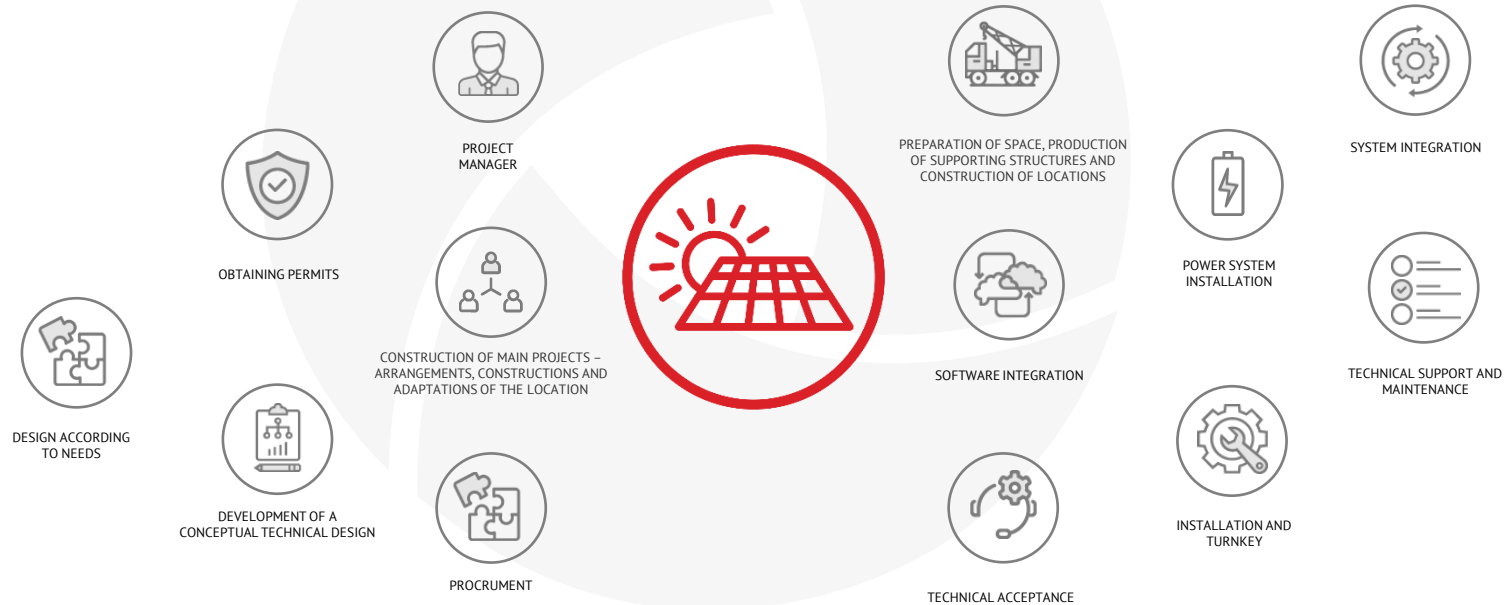 PROJECT
MANAGER
PREPARATION OF SPACE, PRODUCTION
OF SUPPORTING STRUCTURES AND
CONSTRUCTION OF LOCATIONS
SYSTEM INTEGRATION
OBTAINING PERMITS
POWER SYSTEM
INSTALLATION
CONSTRUCTION OF MAIN PROJECTS –
ARRANGEMENTS, CONSTRUCTIONS AND
ADAPTATIONS OF THE LOCATION
SOFTWARE INTEGRATION
TECHNICAL SUPPORT AND
MAINTENANCE
DESIGN ACCORDING
TO NEEDS
DEVELOPMENT OF A
CONCEPTUAL TECHNICAL DESIGN
INSTALLATION AND
TURNKEY
PROCRUMENT
TECHNICAL ACCEPTANCE